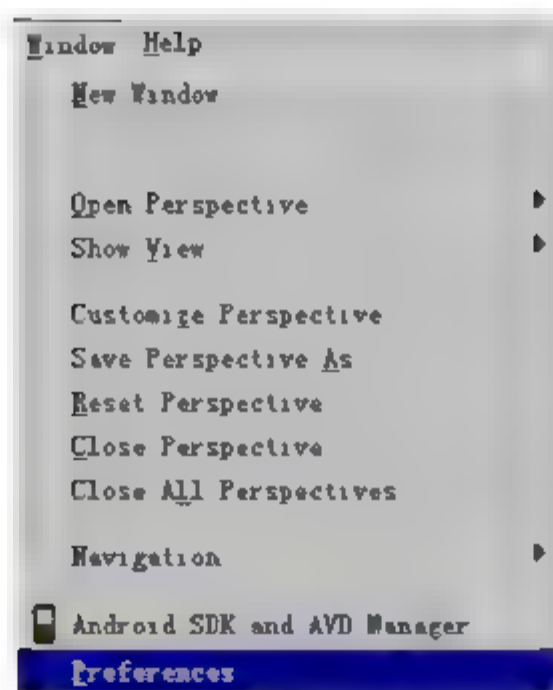 Window Help
New Window
Open Perspective
Show View
Customize Perspective
Save Perspective As
Reset Perspective
Close Perspective
Close All Perspectives
Navigation
Android SDK and AVD Manager
Preferences